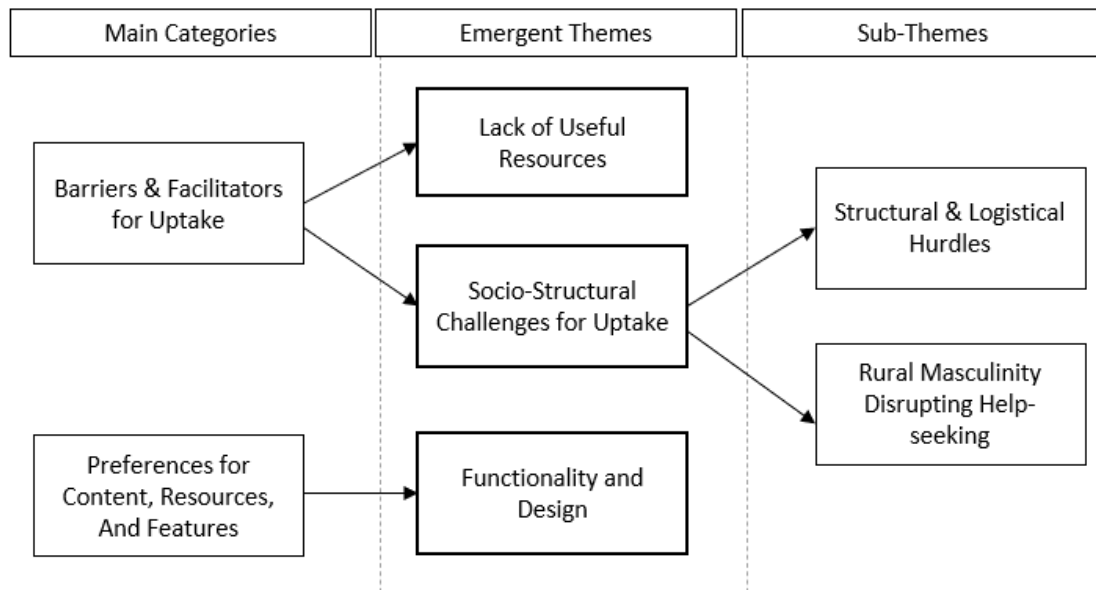 Main Categories
Emergent Themes
Sub-Themes
Barriers & Facilitators
for Uptake
Lack of Useful
Resources
Socio-Structural
Challenges for Uptake
Structural & Logistical
Hurdles
Rural Masculinity
Disrupting Help-
seeking
Preferences for
Content, Resources,
And Features
Functionality and
Design